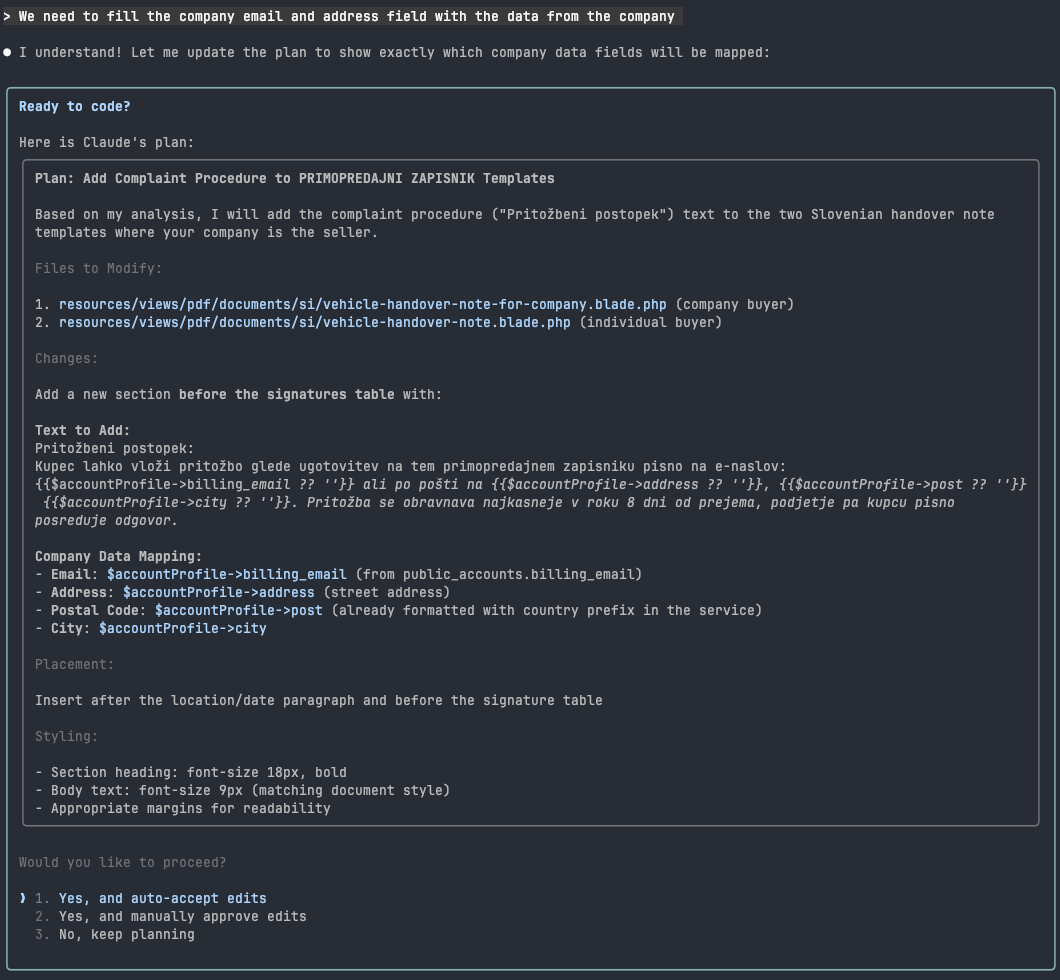 > We need to fill the company email and address field with the data from the company
● I understand! Let me update the plan to show exactly which company data fields will be mapped:
Ready to code?
Here is Claude's plan:
Plan: Add Complaint Procedure to PRIMOPREDAJNI ZAPISNIK Templates
Based on my analysis, I will add the complaint procedure ("Pritožbeni postopek") text to the two Slovenian handover note
templates where your company is the seller.
Files to Modify:
1. resources/views/pdf/documents/si/vehicle-handover-note-for-company.blade.php (company buyer)
2. resources/views/pdf/documents/si/vehicle-handover-note.blade.php (individual buyer)
Changes:
Add a new section before the signatures table with:
Text to Add:
Pritožbeni postopek:
Kupec lahko vloži pritožbo glede ugotovitev na tem primopredajnem zapisniku pisno na e-naslov:
{{$accountProfile->billing_email ?? ''}} ali po pošti na {{$accountProfile->address ?? ''}}, {{$accountProfile->post ?? ''}}
{{$accountProfile->city ?? ''}}. Pritožba se obravnava najkasneje v roku 8 dni od prejema, podjetje pa kupcu pisno
posreduje odgovor.
Company Data Mapping:
- Email: $accountProfile->billing_email (from public_accounts.billing_email)
- Address: $accountProfile->address (street address)
- Postal Code: $accountProfile->post (already formatted with country prefix in the service)
- City: $accountProfile->city
Placement:
Insert after the location/date paragraph and before the signature table
Styling:
- Section heading: font-size 18px, bold
- Body text: font-size 9px (matching document style)
- Appropriate margins for readability
Would you like to proceed?
❯ 1. Yes, and auto-accept edits
2. Yes, and manually approve edits
3. No, keep planning